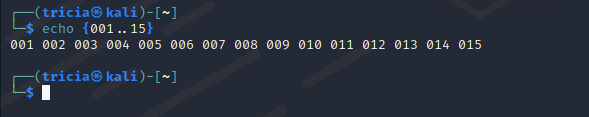 ┌──(tricia㉿kali)-[~]
└─$ echo {001..15}
001 002 003 004 005 006 007 008 009 010 011 012 013 014 015
┌──(tricia㉿kali)-[~]
└─$